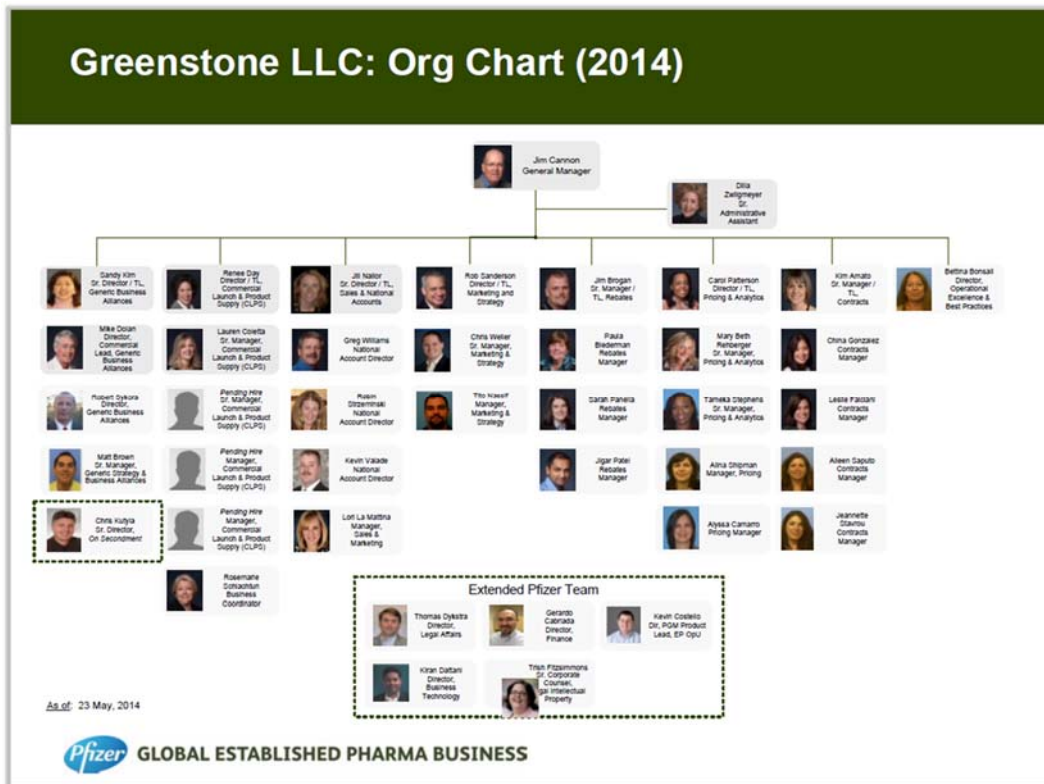 Greenstone LLC: Org Chart (2014)
Jim Cannon
General Manager
Dilia
Zwilgmeyer
Sr.
Administrative
Assistant
Sandy Kim
Sr. Director / TL,
Generic Business
Alliances
Renee Day
Director / TL,
Commercial
Launch & Product
Supply (CLPS)
Jill Nailor
Sr. Director / TL,
Sales & National
Accounts
Rob Sanderson
Director / TL,
Marketing and
Strategy
Jim Brogan
Sr. Manager /
TL, Rebates
Carol Patterson
Director / TL,
Pricing & Analytics
Kim Amato
Sr. Manager /
TL,
Contracts
Bettina Bonsall
Director,
Operational
Excellence &
Best Practices
Mike Dolan
Director,
Commercial
Lead, Generic
Business
Alliances
Lauren Coletta
Sr. Manager,
Commercial
Launch & Product
Supply (CLPS)
Greg Williams
National
Account Director
Chris Weiler
Sr. Manager,
Marketing &
Strategy
Paula
Biederman
Rebates
Manager
Mary Beth
Rehberger
Sr. Manager,
Pricing & Analytics
China Gonzalez
Contracts
Manager
Robert Sykora
Director,
Generic Business
Alliances
Pending Hire
Sr. Manager,
Commercial
Launch & Product
Supply (CLPS)
Robin
Strzeminski
National
Account Director
Tito
Manager,
Marketing &
Strategy
Sarah Panella
Rebates
Manager
Tameka Stephens
Sr. Manager,
Pricing & Analytics
Leslie
Contracts
Manager
Matt Brown
Sr. Manager,
Generic Strategy &
Business Alliances
Pending Hire
Manager,
Commercial
Launch & Product
Supply (CLPS)
Kevin Valade
National
Account Director
Jigar Patel
Rebates
Manager
Alina Shipman
Manager, Pricing
Aileen Saputo
Contracts
Manager
Chris Kutyla
Sr. Director,
On Secondment
Pending Hire
Manager,
Commercial
Launch & Product
Supply (CLPS)
Lori La Mattina
Manager,
Sales &
Marketing
Alyssa Camarro
Pricing Manager
Jeannette
Stavrou
Contracts
Manager
Rosemarie
Business
Coordinator
Extended Pfizer Team
Thomas Dykstra
Director,
Legal Affairs
Gerardo
Cabriada
Director,
Finance
Kevin Costello
Dir, PGM Product
Lead, EP OpU
Kiran Dattani
Director,
Business
Technology
Trish Fitzsimmons
Sr. Corporate
Counsel,
Intellectual
Property
As of: 23 May, 2014
Pfizer GLOBAL ESTABLISHED PHARMA BUSINESS